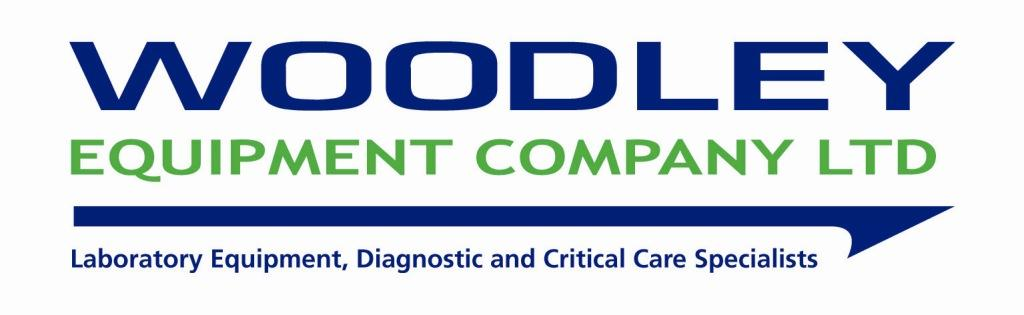 WOODLEY
EQUIPMENT COMPANY LTD
Laboratory Equipment, Diagnostic and Critical Care Specialists